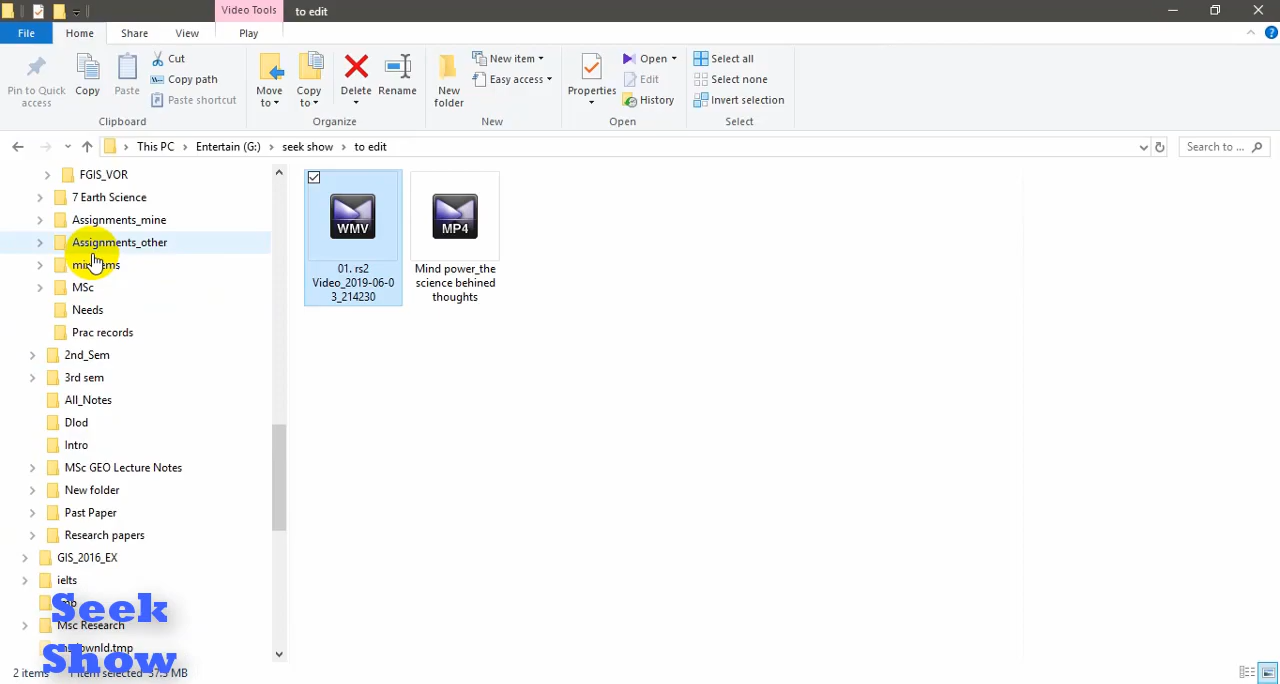 Video Tools
to edit
File
Home
Share
View
Play
Pin to Quick
access
Copy
Paste
Cut
Copy path
Paste shortcut
Clipboard
Move
to
Copy
to
Delete
Rename
Organize
New
folder
New item
Easy access
New
Properties
Open
Edit
History
Open
Select all
Select none
Invert selection
Select
This PC
Entertain (G:)
seek show
to edit
Search to ...
FGIS_VOR
7 Earth Science
Assignments_mine
Assignments_other
MSc
Needs
Prac records
2nd_Sem
3rd sem
All_Notes
Dlod
Intro
MSc GEO Lecture Notes
New folder
Past Paper
Research papers
GIS_2016_EX
ielts
Msc Research
WMV
01. rs2
Video_2019-06-0
3_214230
MP4
Mind power_the
science behined
thoughts
Seek
Show
2 items
1 item selected 37.5 MB